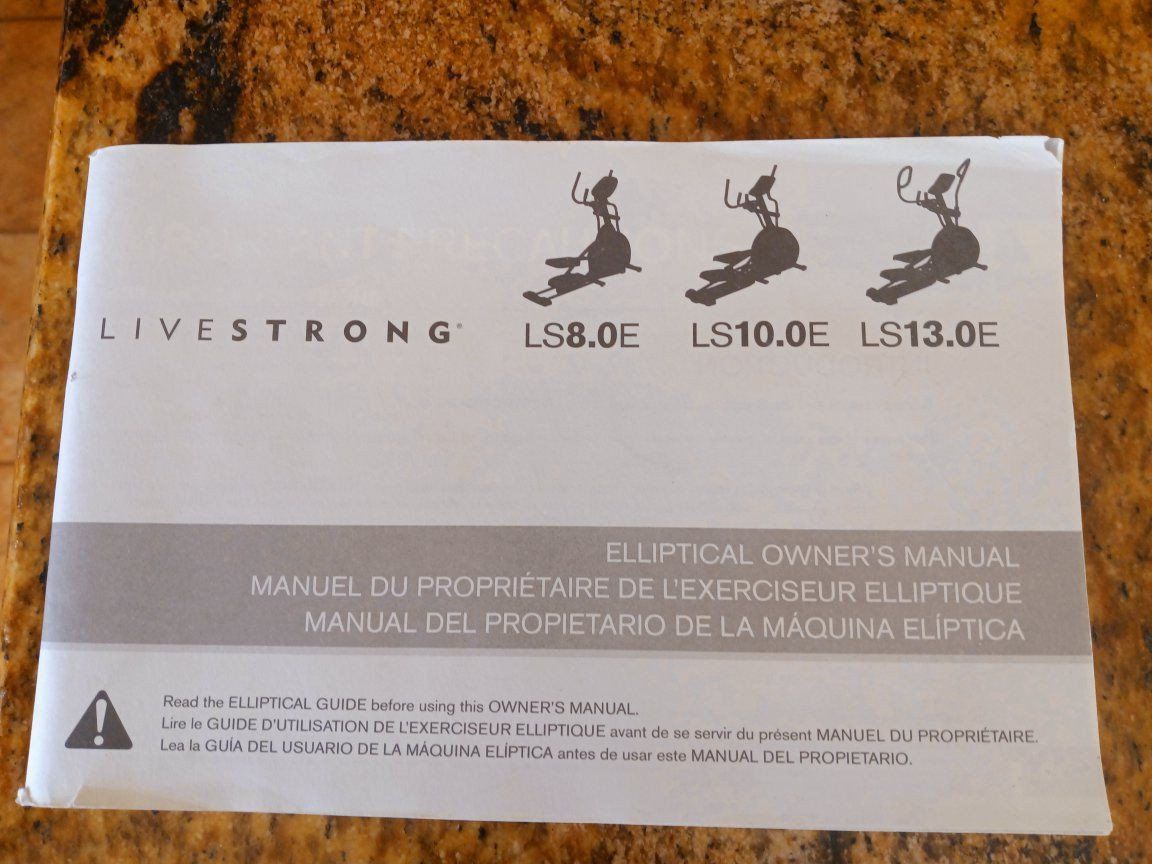 LIVESTRONG® LS8.0E LS10.0E LS13.0E
ELLIPTICAL OWNER'S MANUAL
MANUEL DU PROPRIÉTAIRE DE L'EXERCISEUR ELLIPTIQUE
MANUAL DEL PROPIETARIO DE LA MÁQUINA ELÍPTICA
Read the ELLIPTICAL GUIDE before using this OWNER'S MANUAL.
Lire le GUIDE D'UTILISATION DE L'EXERCISEUR ELLIPTIQUE avant de se servir du présent MANUEL DU PROPRIÉTAIRE.
Lea la GUÍA DEL USUARIO DE LA MÁQUINA ELÍPTICA antes de usar este MANUAL DEL PROPIETARIO.